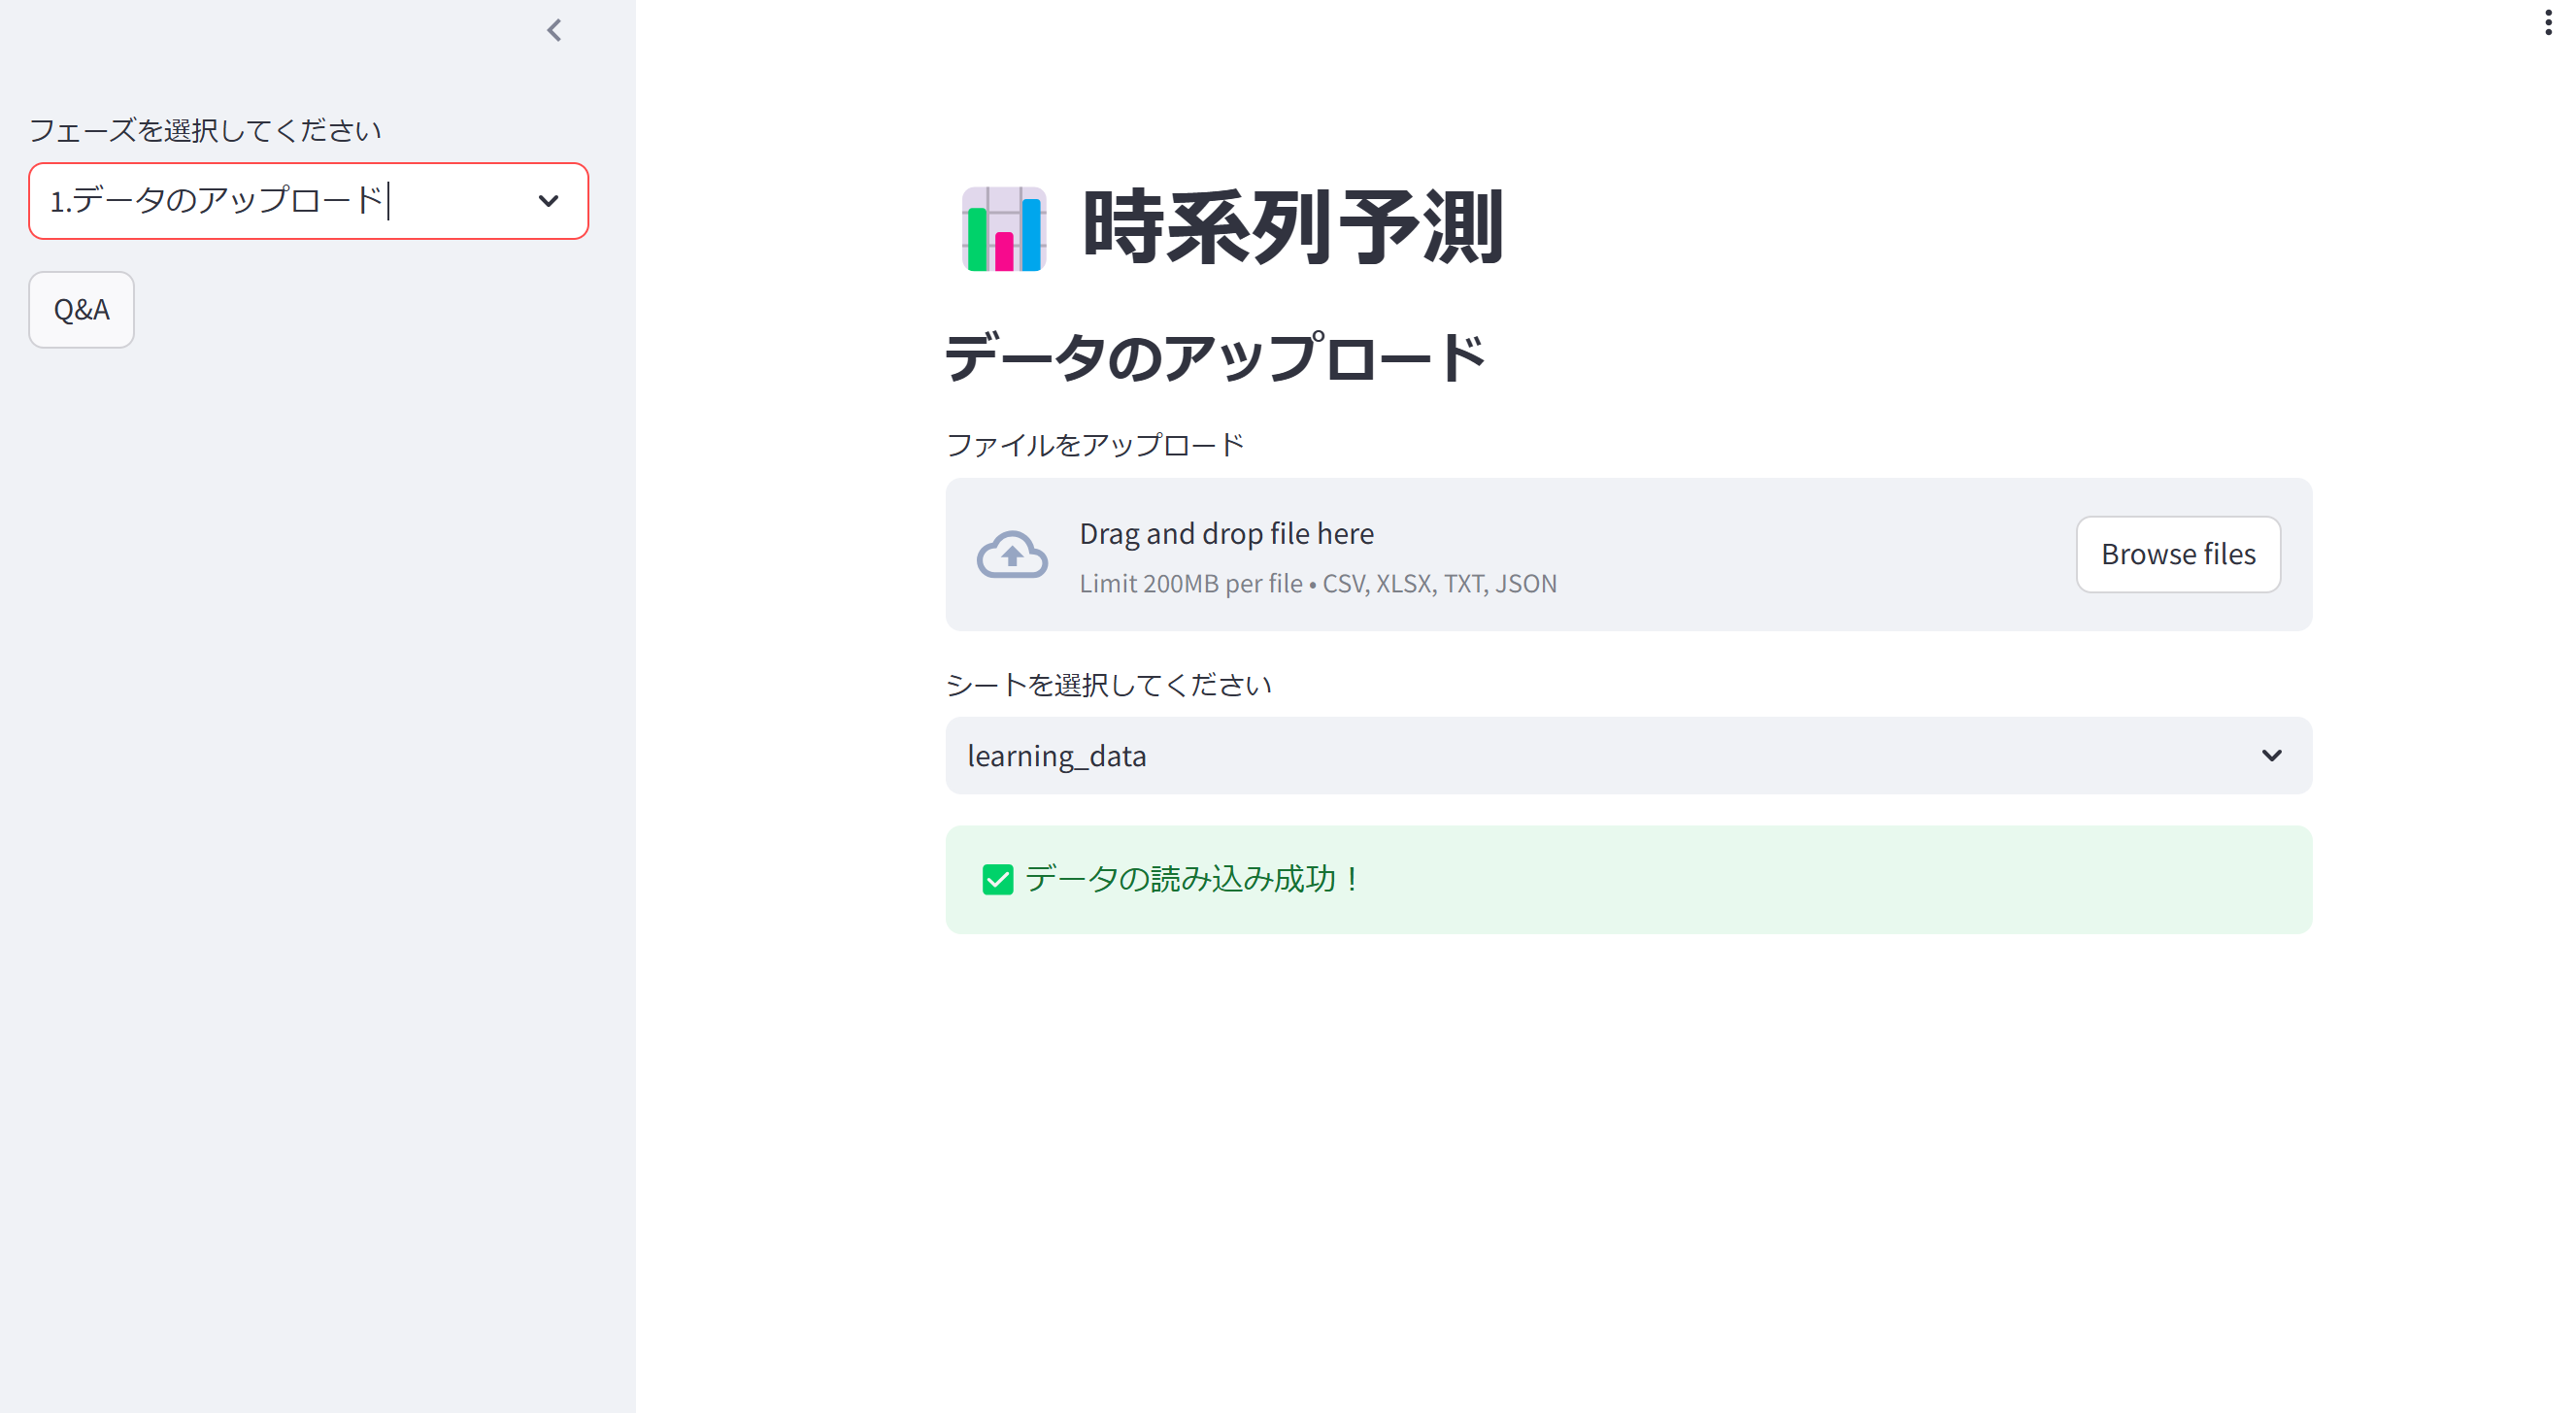 フェーズを選択してください
1.データのアップロード
Q&A
時系列予測
データのアップロード
ファイルをアップロード
Drag and drop file here
Limit 200MB per file • CSV, XLSX, TXT, JSON
Browse files
シートを選択してください
learning_data
データの読み込み成功！